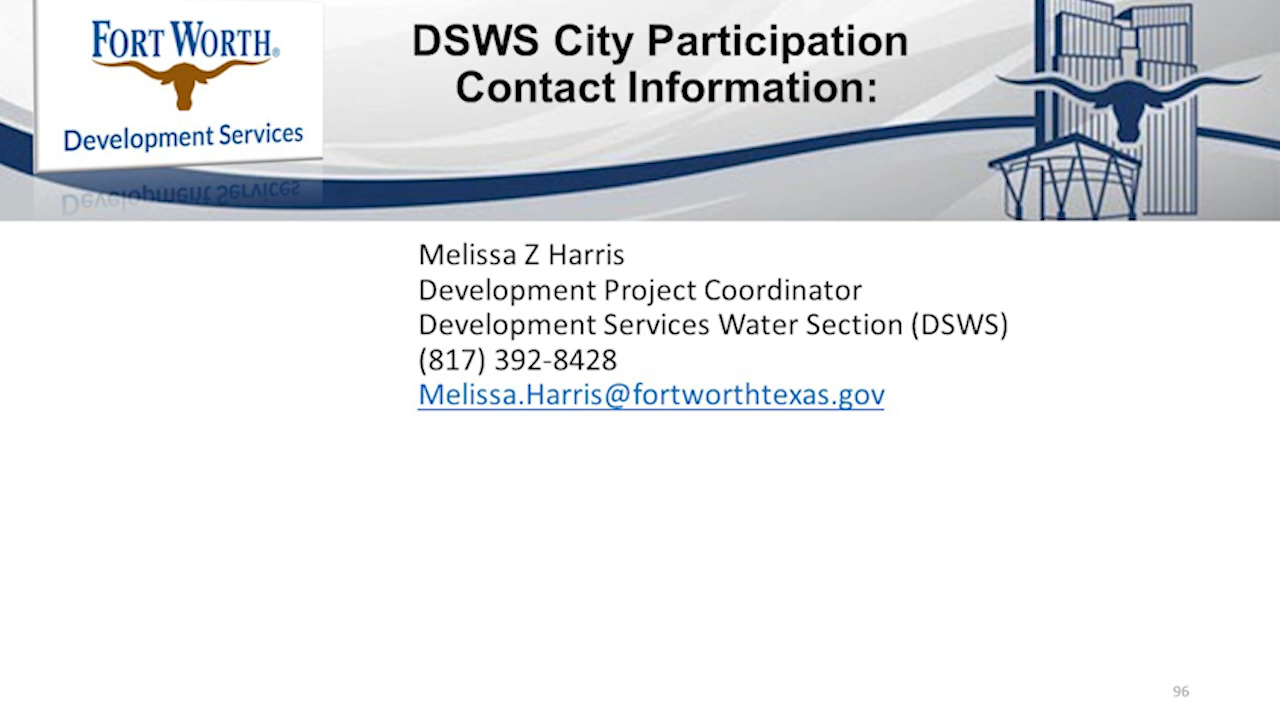 FORT WORTH®
Development Services
DSWS City Participation
Contact Information:
Melissa Z Harris
Development Project Coordinator
Development Services Water Section (DSWS)
(817) 392-8428
Melissa.Harris@fortworthtexas.gov
96